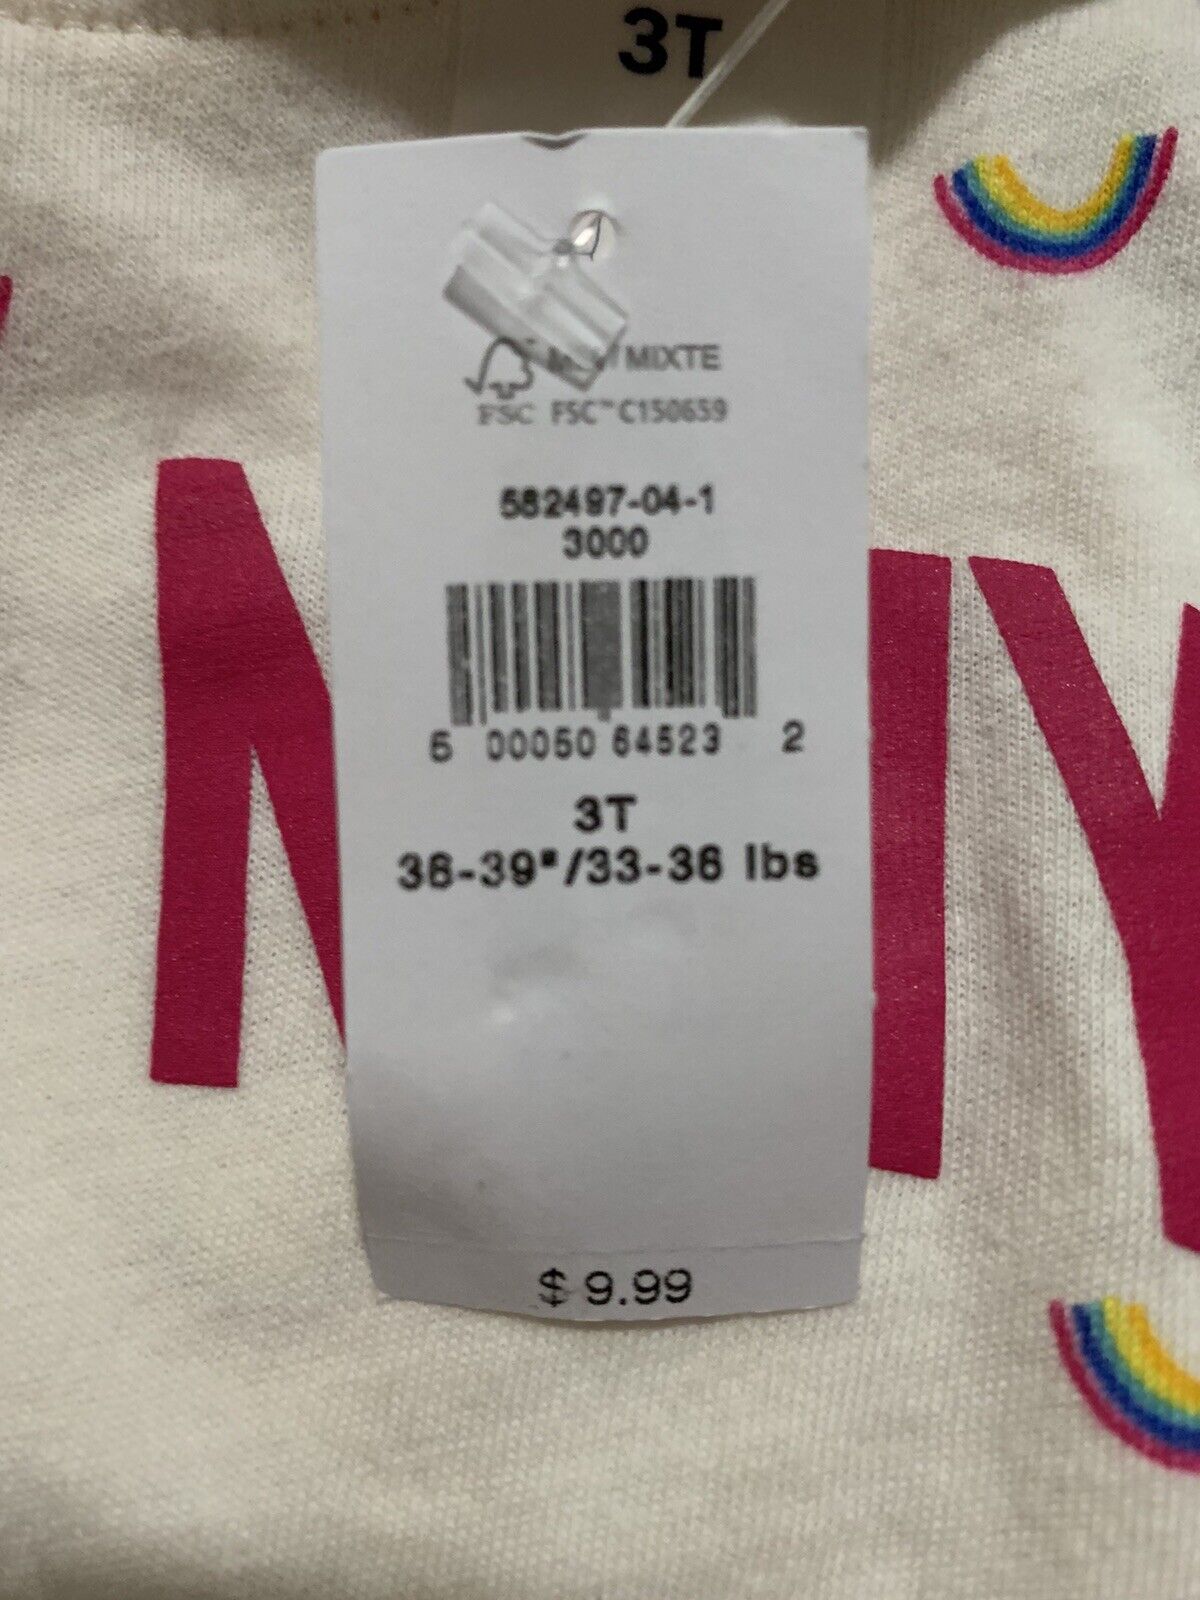 3T
MIXTE
FSC FSC™ C150659
582497-04-1
3000
5 00050 64523 2
3T
36-39"/33-36 lbs
$ 9.99
N
Y